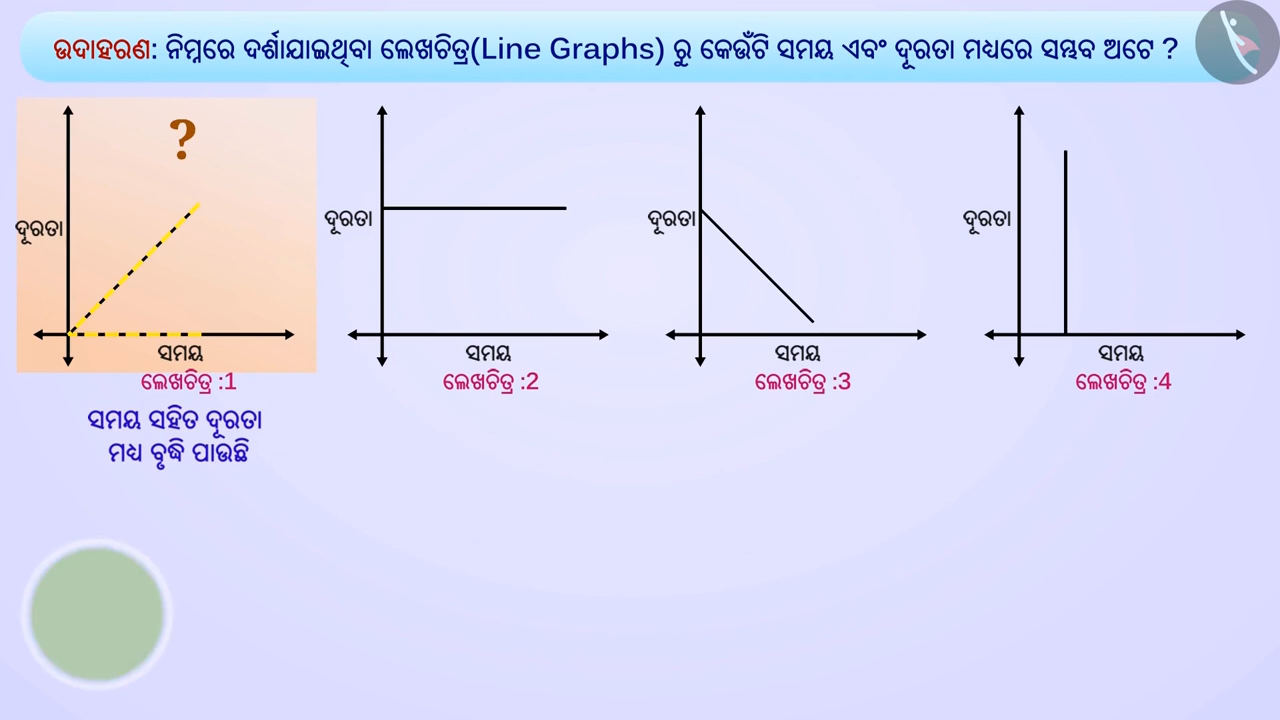 ଉଦାହରଣ: ନିମ୍ନରେ ଦର୍ଶାଯାଇଥିବା ଲେଖଚିତ୍ର(Line Graphs) ରୁ କେଉଁଟି ସମୟ ଏବଂ ଦୂରତା ମଧ୍ୟରେ ସମ୍ଭବ ଅଟେ ?
?
ଦୂରତା
ସମୟ
ଲେଖଚିତ୍ର :1
ସମୟ ସହିତ ଦୂରତା
ମଧ୍ୟ ବୃଦ୍ଧି ପାଉଛି
ଦୂରତା
ସମୟ
ଲେଖଚିତ୍ର :2
ଦୂରତା
ସମୟ
ଲେଖଚିତ୍ର :3
ଦୂରତା
ସମୟ
ଲେଖଚିତ୍ର :4